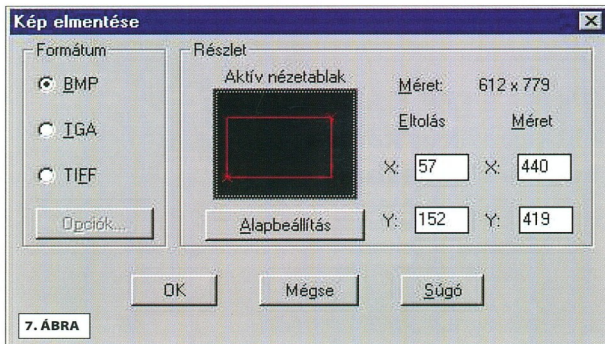 Kép elmentése
Formátum
BMP
TGA
TIFF
Opciók...
Részlet
Aktív nézetablak
Alapbeállítás
Méret: 612 x 779
Eltolás Méret
X: 57 X: 440
Y: 152 Y: 419
OK Mégse Súgó
7. ÁBRA